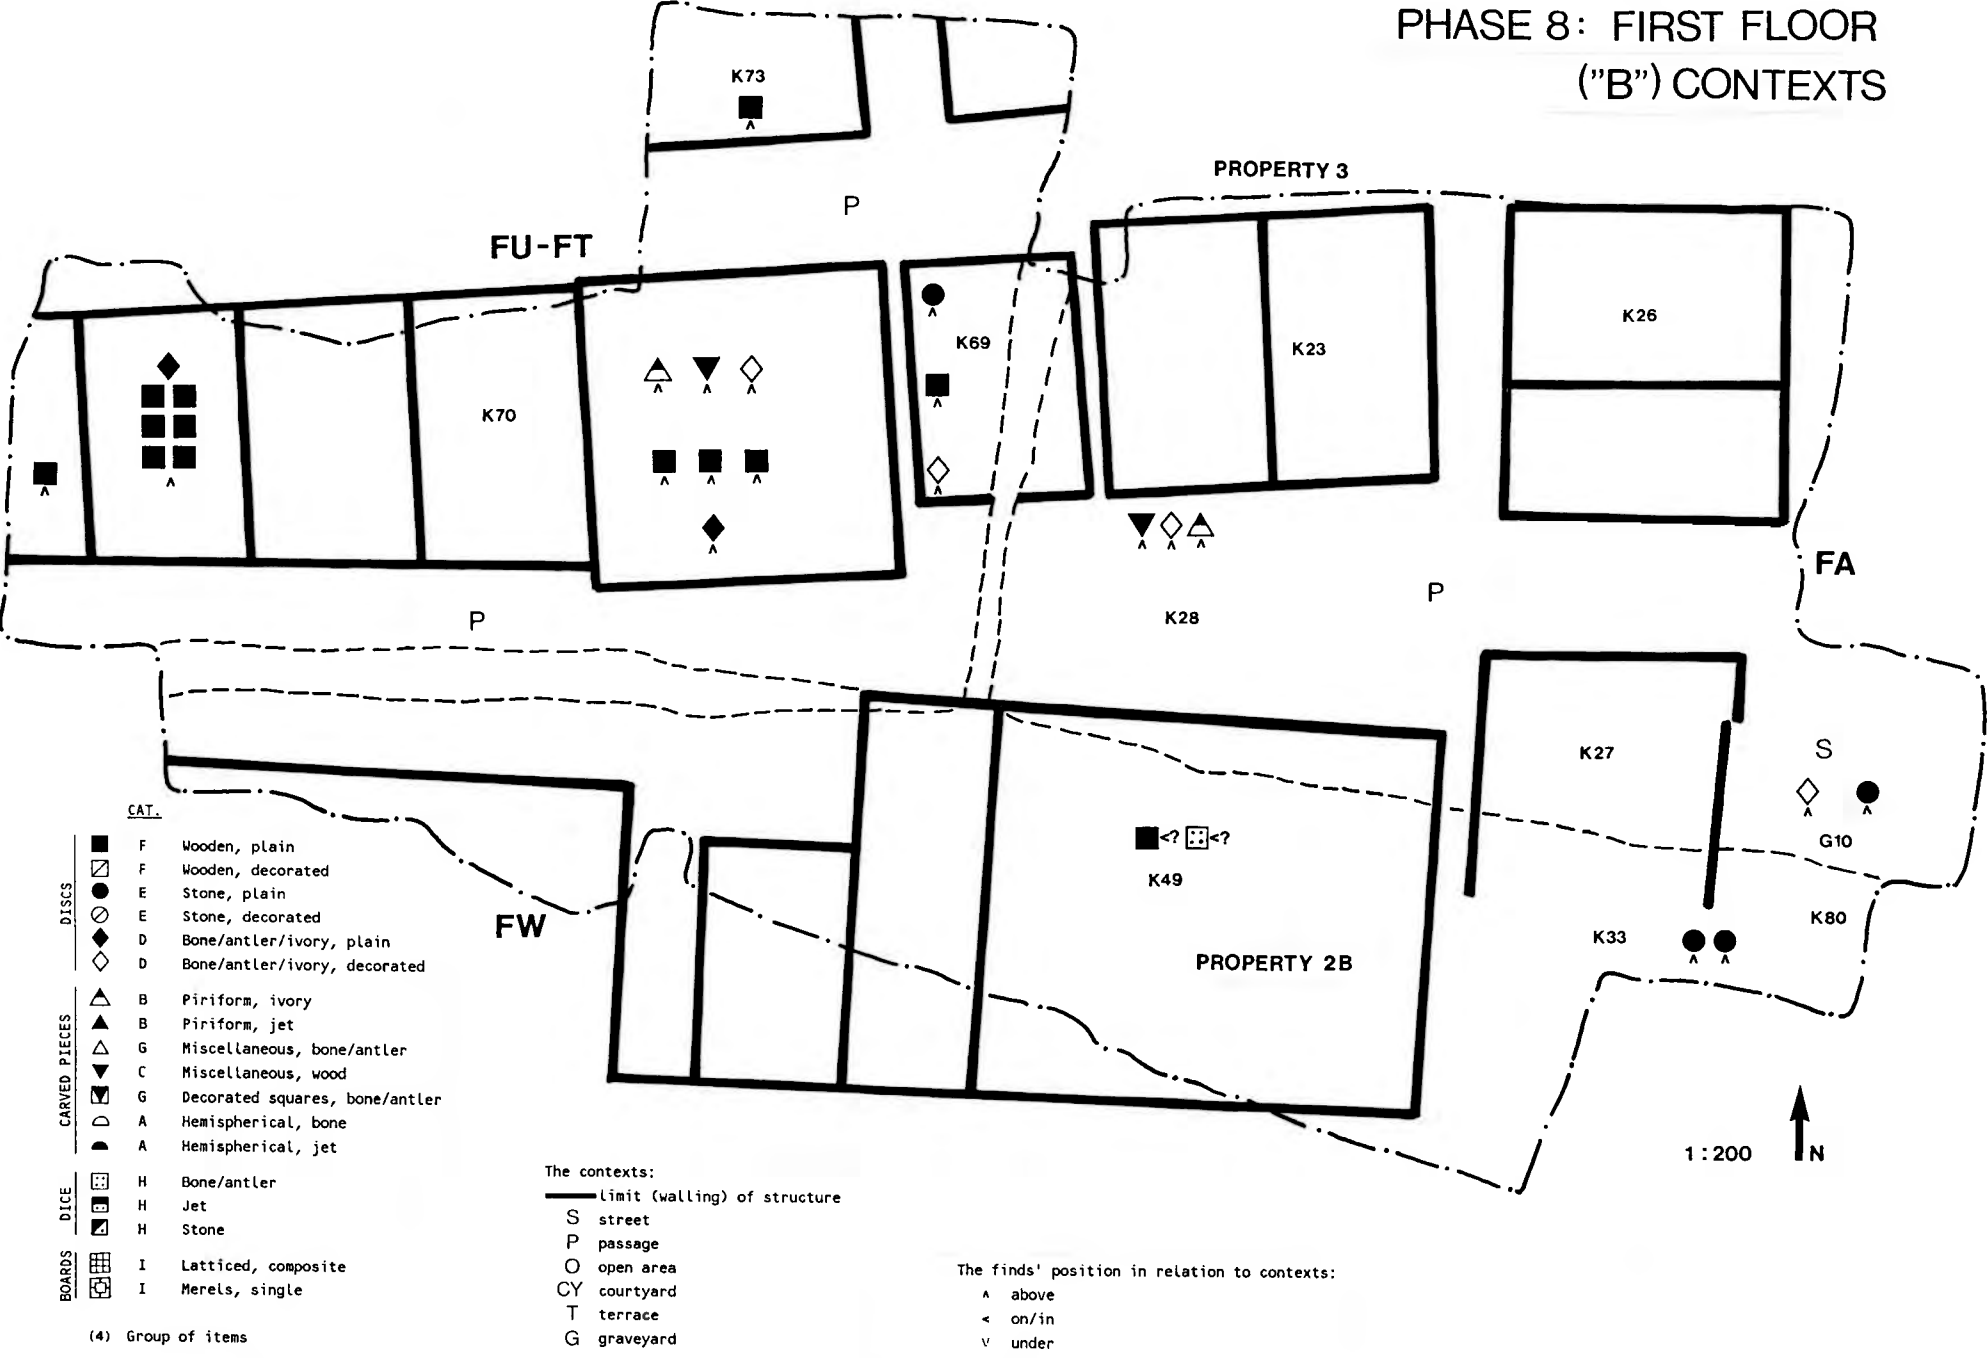 PHASE 8: FIRST FLOOR
("B") CONTEXTS
K73
PROPERTY 3
P
FU-FT
K26
K69
K23
K70
FA
P
K28
P
K27
S
G10
K49
K80
K33
FW
PROPERTY 2B
<? <?
CAT.
DISCS
F Wooden, plain
F Wooden, decorated
E Stone, plain
E Stone, decorated
D Bone/antler/ivory, plain
D Bone/antler/ivory, decorated
CARVED PIECES
B Piriform, ivory
B Piriform, jet
G Miscellaneous, bone/antler
C Miscellaneous, wood
G Decorated squares, bone/antler
A Hemispherical, bone
A Hemispherical, jet
DICE
H Bone/antler
H Jet
H Stone
BOARDS
I Latticed, composite
I Merels, single
(4) Group of items
The contexts:
limit (walling) of structure
S street
P passage
O open area
CY courtyard
T terrace
G graveyard
The finds' position in relation to contexts:
^ above
< on/in
v under
1:200 N